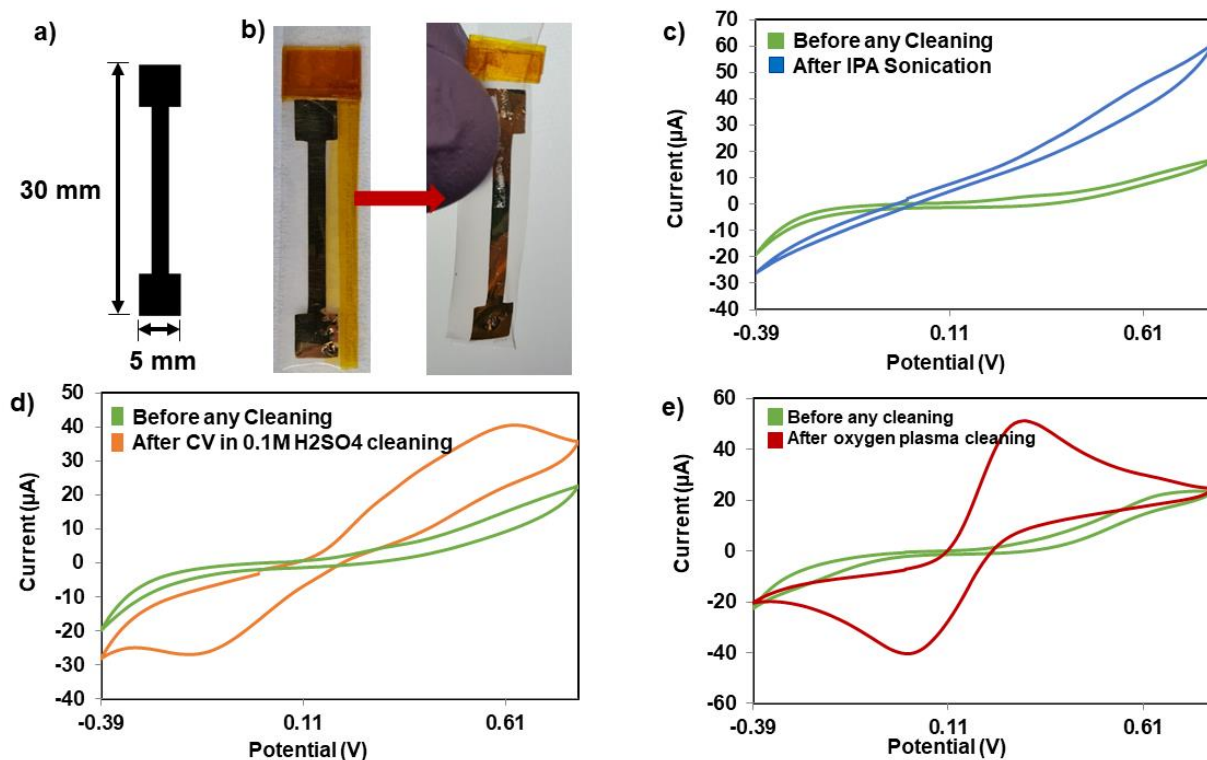 a)
30 mm
5 mm
b)
c)
Before any Cleaning
After IPA Sonication
Current (µA)
70
60
50
40
30
20
10
0
-10
-20
-30
-40
-0.39
0.11
0.61
Potential (V)
d)
Before any Cleaning
After CV in 0.1M H2SO4 cleaning
Current (µA)
50
40
30
20
10
0
-10
-20
-30
-40
-0.39
0.11
0.61
Potential (V)
e)
Before any cleaning
After oxygen plasma cleaning
Current (µA)
60
40
20
0
-20
-40
-60
-0.39
0.11
0.61
Potential (V)